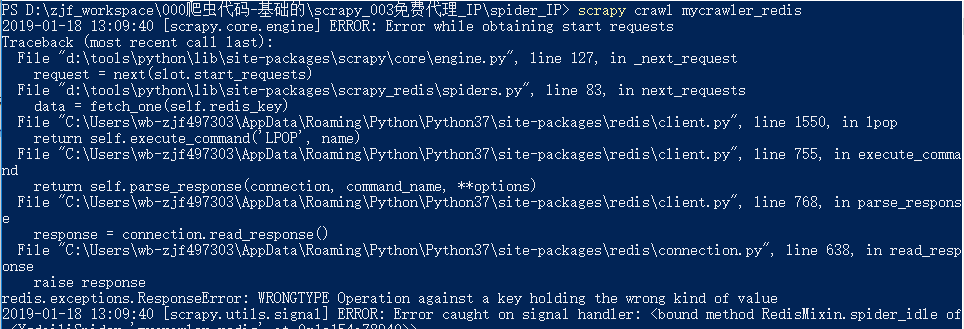 PS D:\zjf_workspace\000爬虫代码-基础的\scrapy_003免费代理_IP\spider_IP> scrapy crawl mycrawler_redis
2019-01-18 13:09:40 [scrapy.core.engine] ERROR: Error while obtaining start requests
Traceback (most recent call last):
  File "d:\tools\python\lib\site-packages\scrapy\core\engine.py", line 127, in _next_request
    request = next(slot.start_requests)
  File "d:\tools\python\lib\site-packages\scrapy_redis\spiders.py", line 83, in next_requests
    data = fetch_one(self.redis_key)
  File "C:\Users\wb-zjf497303\AppData\Roaming\Python\Python37\site-packages\redis\client.py", line 1550, in lpop
    return self.execute_command('LPOP', name)
  File "C:\Users\wb-zjf497303\AppData\Roaming\Python\Python37\site-packages\redis\client.py", line 755, in execute_comma
nd
    return self.parse_response(connection, command_name, **options)
  File "C:\Users\wb-zjf497303\AppData\Roaming\Python\Python37\site-packages\redis\client.py", line 768, in parse_respons
e
    response = connection.read_response()
  File "C:\Users\wb-zjf497303\AppData\Roaming\Python\Python37\site-packages\redis\connection.py", line 638, in read_resp
onse
    raise response
redis.exceptions.ResponseError: WRONGTYPE Operation against a key holding the wrong kind of value
2019-01-18 13:09:40 [scrapy.utils.signal] ERROR: Error caught on signal handler: <bound method RedisMixin.spider_idle of